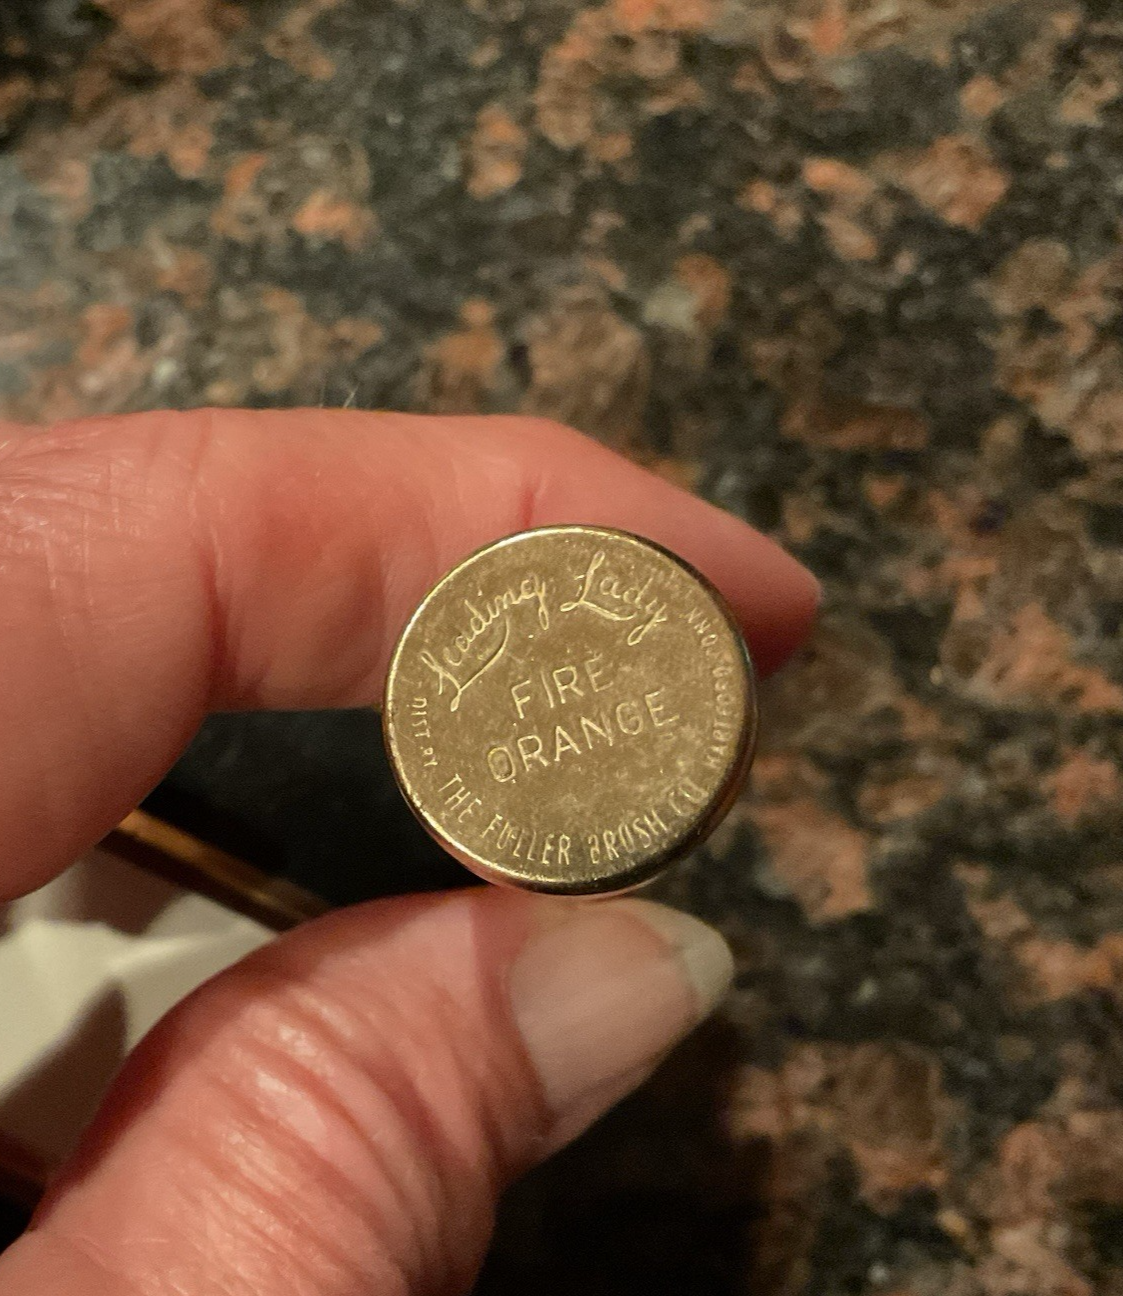 Leading Lady
FIRE
ORANGE
DIST. BY THE FULLER BRUSH CO. HARTFORD, CONN.